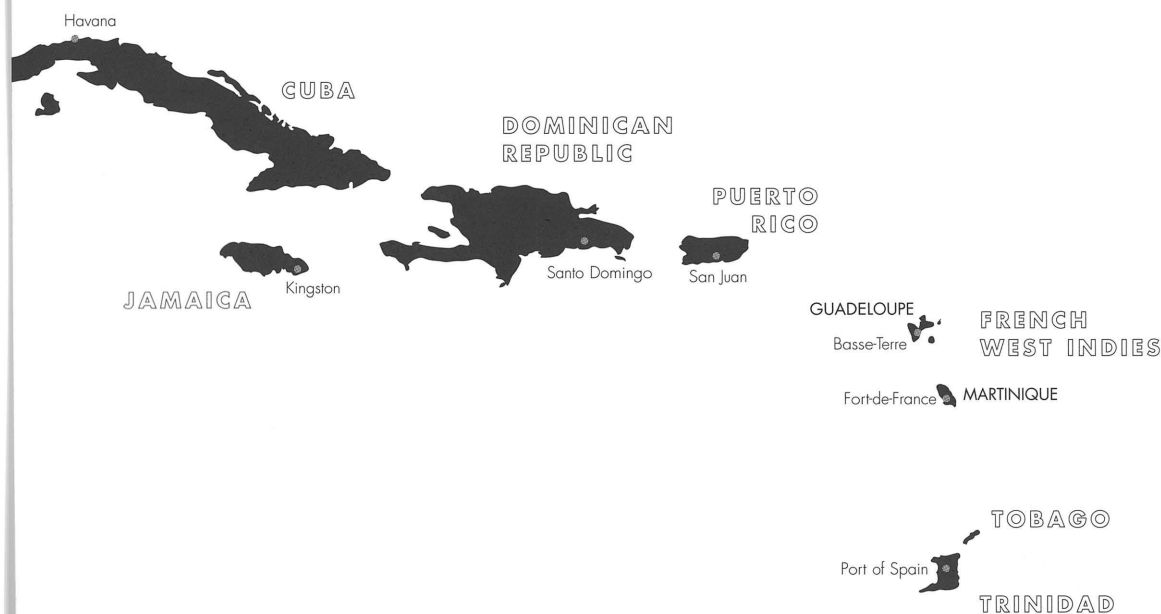 Havana
CUBA
DOMINICAN
REPUBLIC
PUERTO
RICO
Santo Domingo
San Juan
Kingston
JAMAICA
GUADELOUPE
FRENCH
WEST INDIES
Basse-Terre
Fort-de-France
MARTINIQUE
TOBAGO
Port of Spain
TRINIDAD